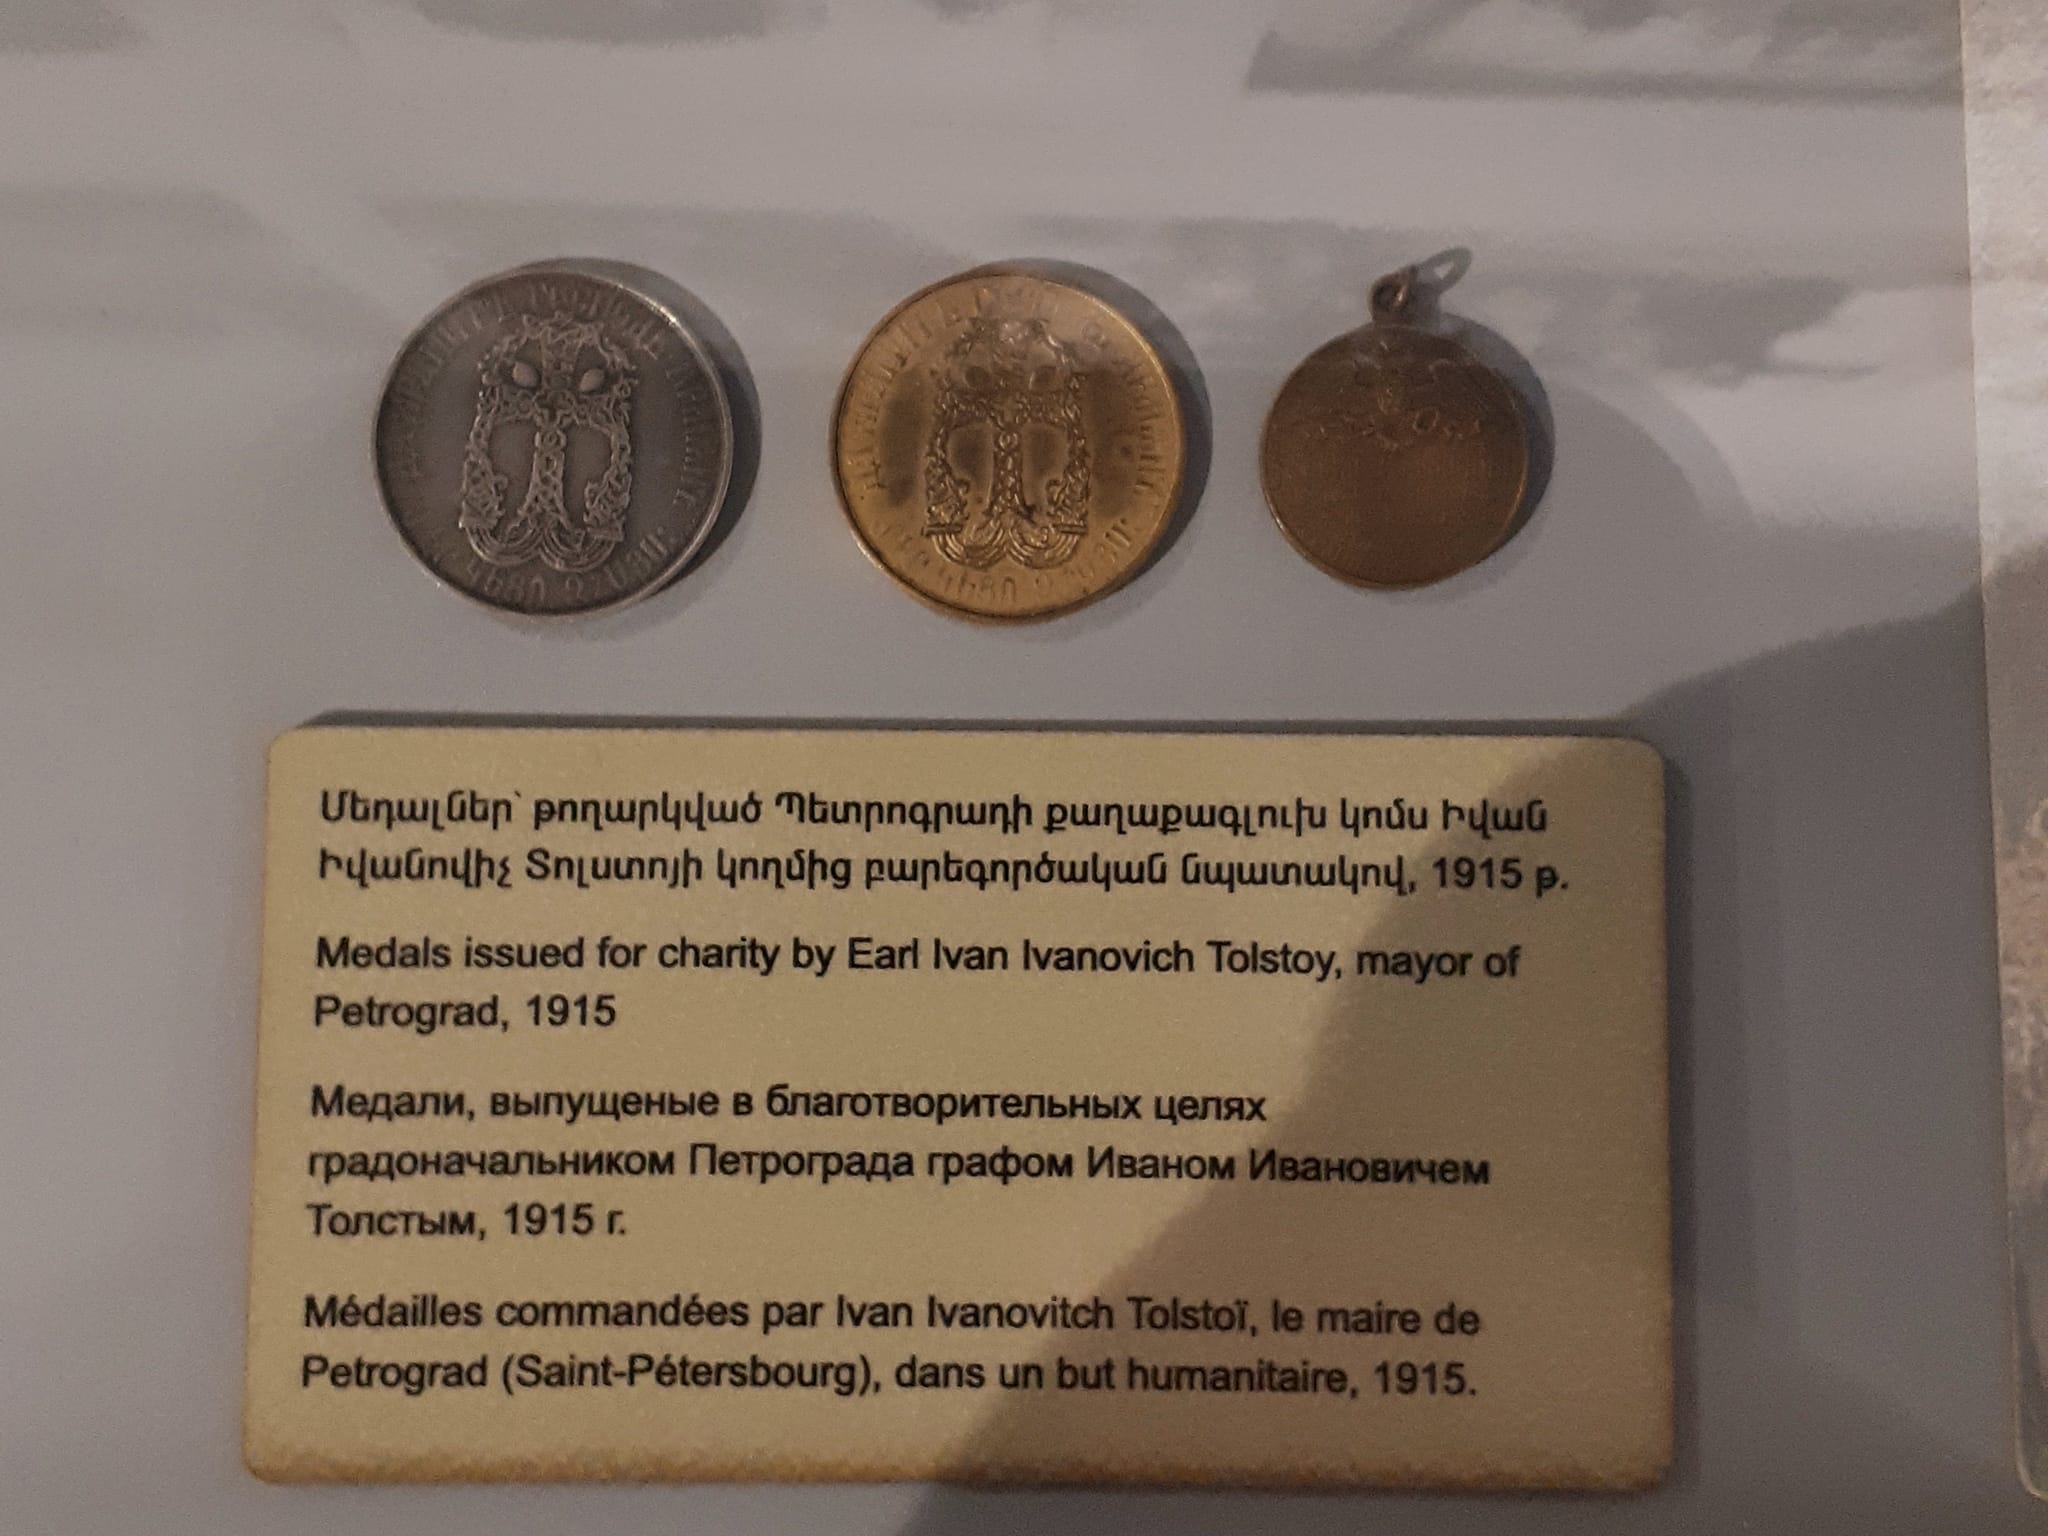 Մեդալներ՝ թողարկված Պետրոգրադի քաղաքագլուխ կոմս Իվան
Իվանովիչ Տոլստոյի կողմից բարեգործական նպատակով, 1915 թ.
Medals issued for charity by Earl Ivan Ivanovich Tolstoy, mayor of
Petrograd, 1915
Медали, выпущеные в благотворительных целях
градоначальником Петрограда графом Иваном Ивановичем
Толстым, 1915 г.
Médailles commandées par Ivan Ivanovitch Tolstoï, le maire de
Petrograd (Saint-Pétersbourg), dans un but humanitaire, 1915.